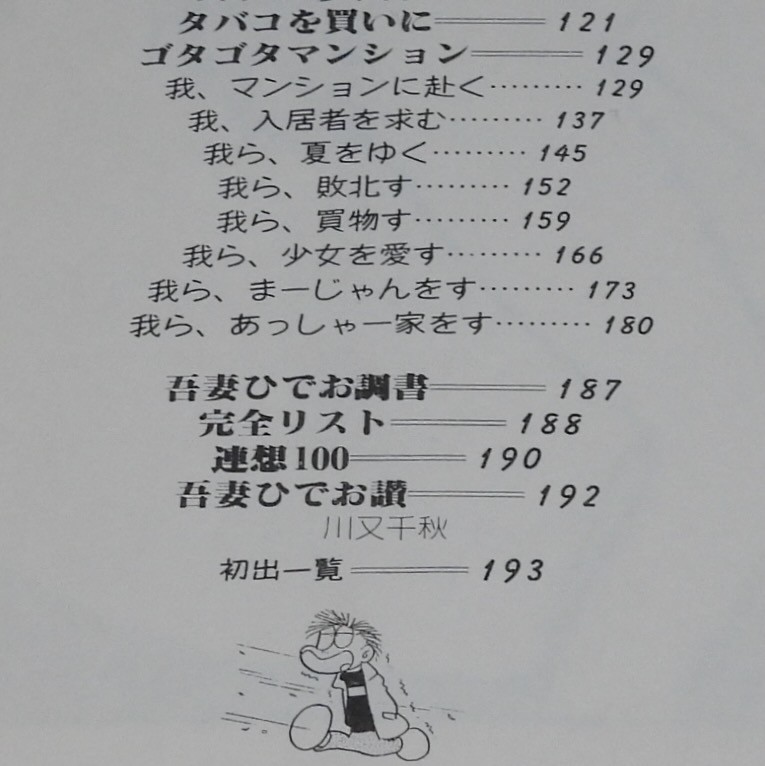 タバコを買いに 121
ゴタゴタマンション 129
我、マンションに赴く……… 129
我、入居者を求む……… 137
我ら、夏をゆく……… 145
我ら、敗北す……… 152
我ら、買物す……… 159
我ら、少女を愛す……… 166
我ら、まーじゃんをす……… 173
我ら、あっしゃー家をす……… 180
吾妻ひでお調書 187
完全リスト 188
連想100 190
吾妻ひでお讃 192
川又千秋
初出一覧 193